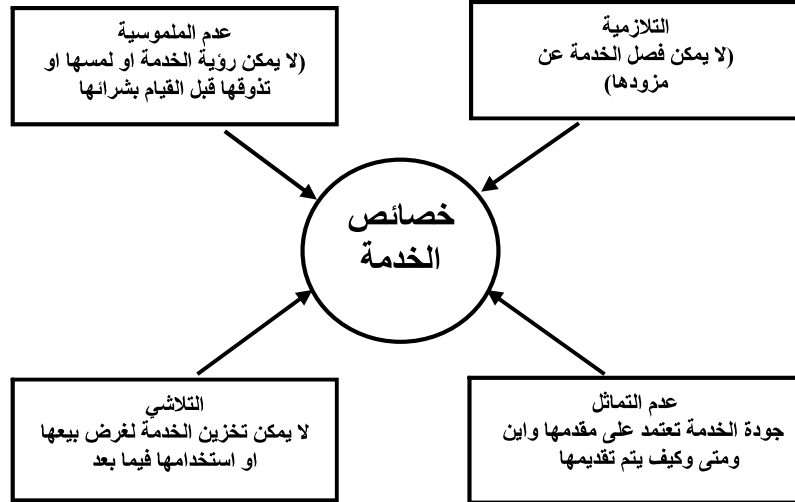 التلازمية
(لا يمكن فصل الخدمة عن
مزودها)
عدم الملموسية
(لا يمكن رؤية الخدمة او لمسها او
تذوقها قبل القيام بشرائها
خصائص
الخدمة
عدم التماثل
جودة الخدمة تعتمد على مقدمها واين
ومتى وكيف يتم تقديمها
التلاشي
لا يمكن تخزين الخدمة لغرض بيعها
او استخدامها فيما بعد